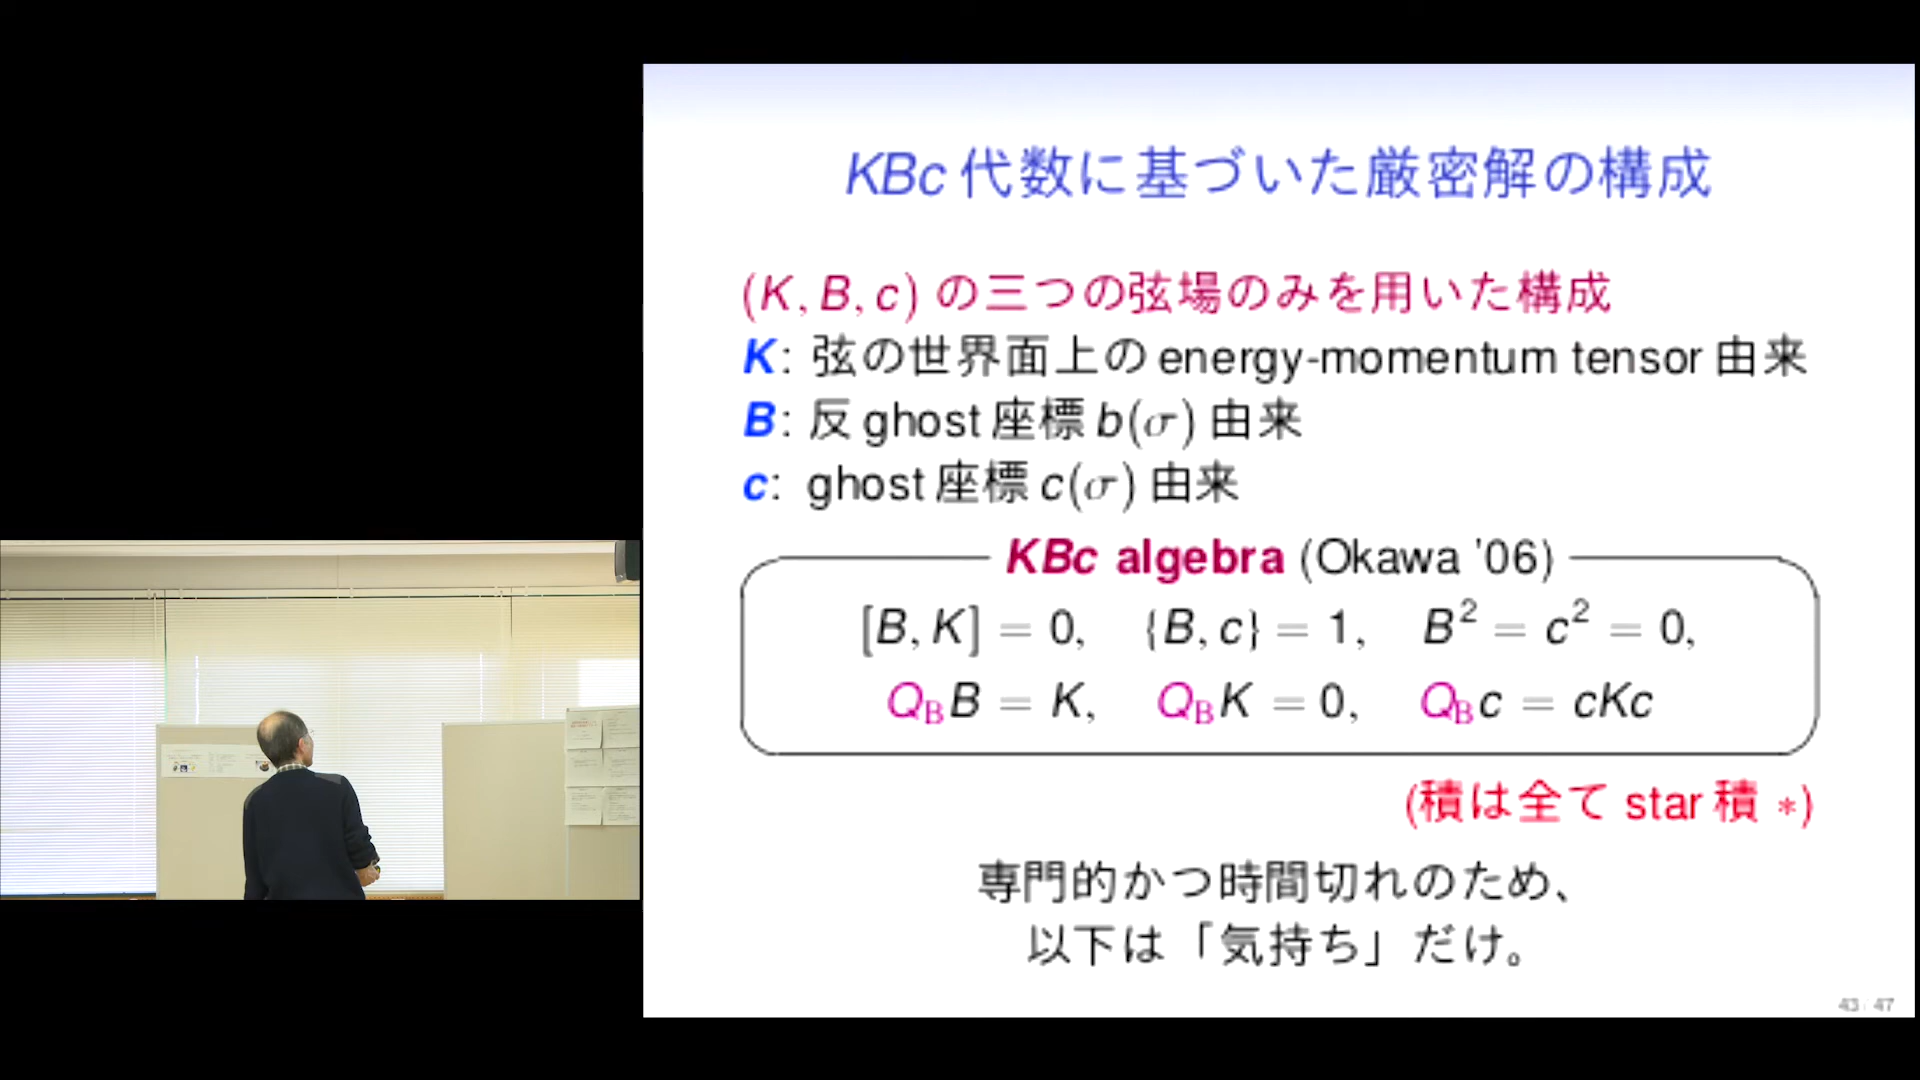 KBc 代数に基づいた厳密解の構成
(K, B, c) の三つの弦場のみを用いた構成
K: 弦の世界面上の energy-momentum tensor 由来
B: 反 ghost 座標 b(σ) 由来
c: ghost 座標 c(σ) 由来
KBc algebra (Okawa '06)
[B, K] = 0, {B, c} = 1, B² = c² = 0,
Q_B B = K, Q_B K = 0, Q_B c = cKc
(積は全て star 積 *)
専門的かつ時間切れのため、
以下は「気持ち」だけ。
43 / 47